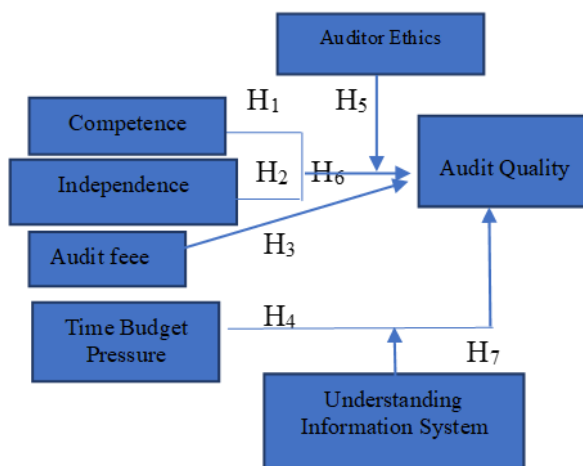 Auditor Ethics
H₁
H₅
Competence
Independence
H₂
H₆
Audit Quality
Audit feee
H₃
Time Budget
Pressure
H₄
H₇
Understanding
Information System